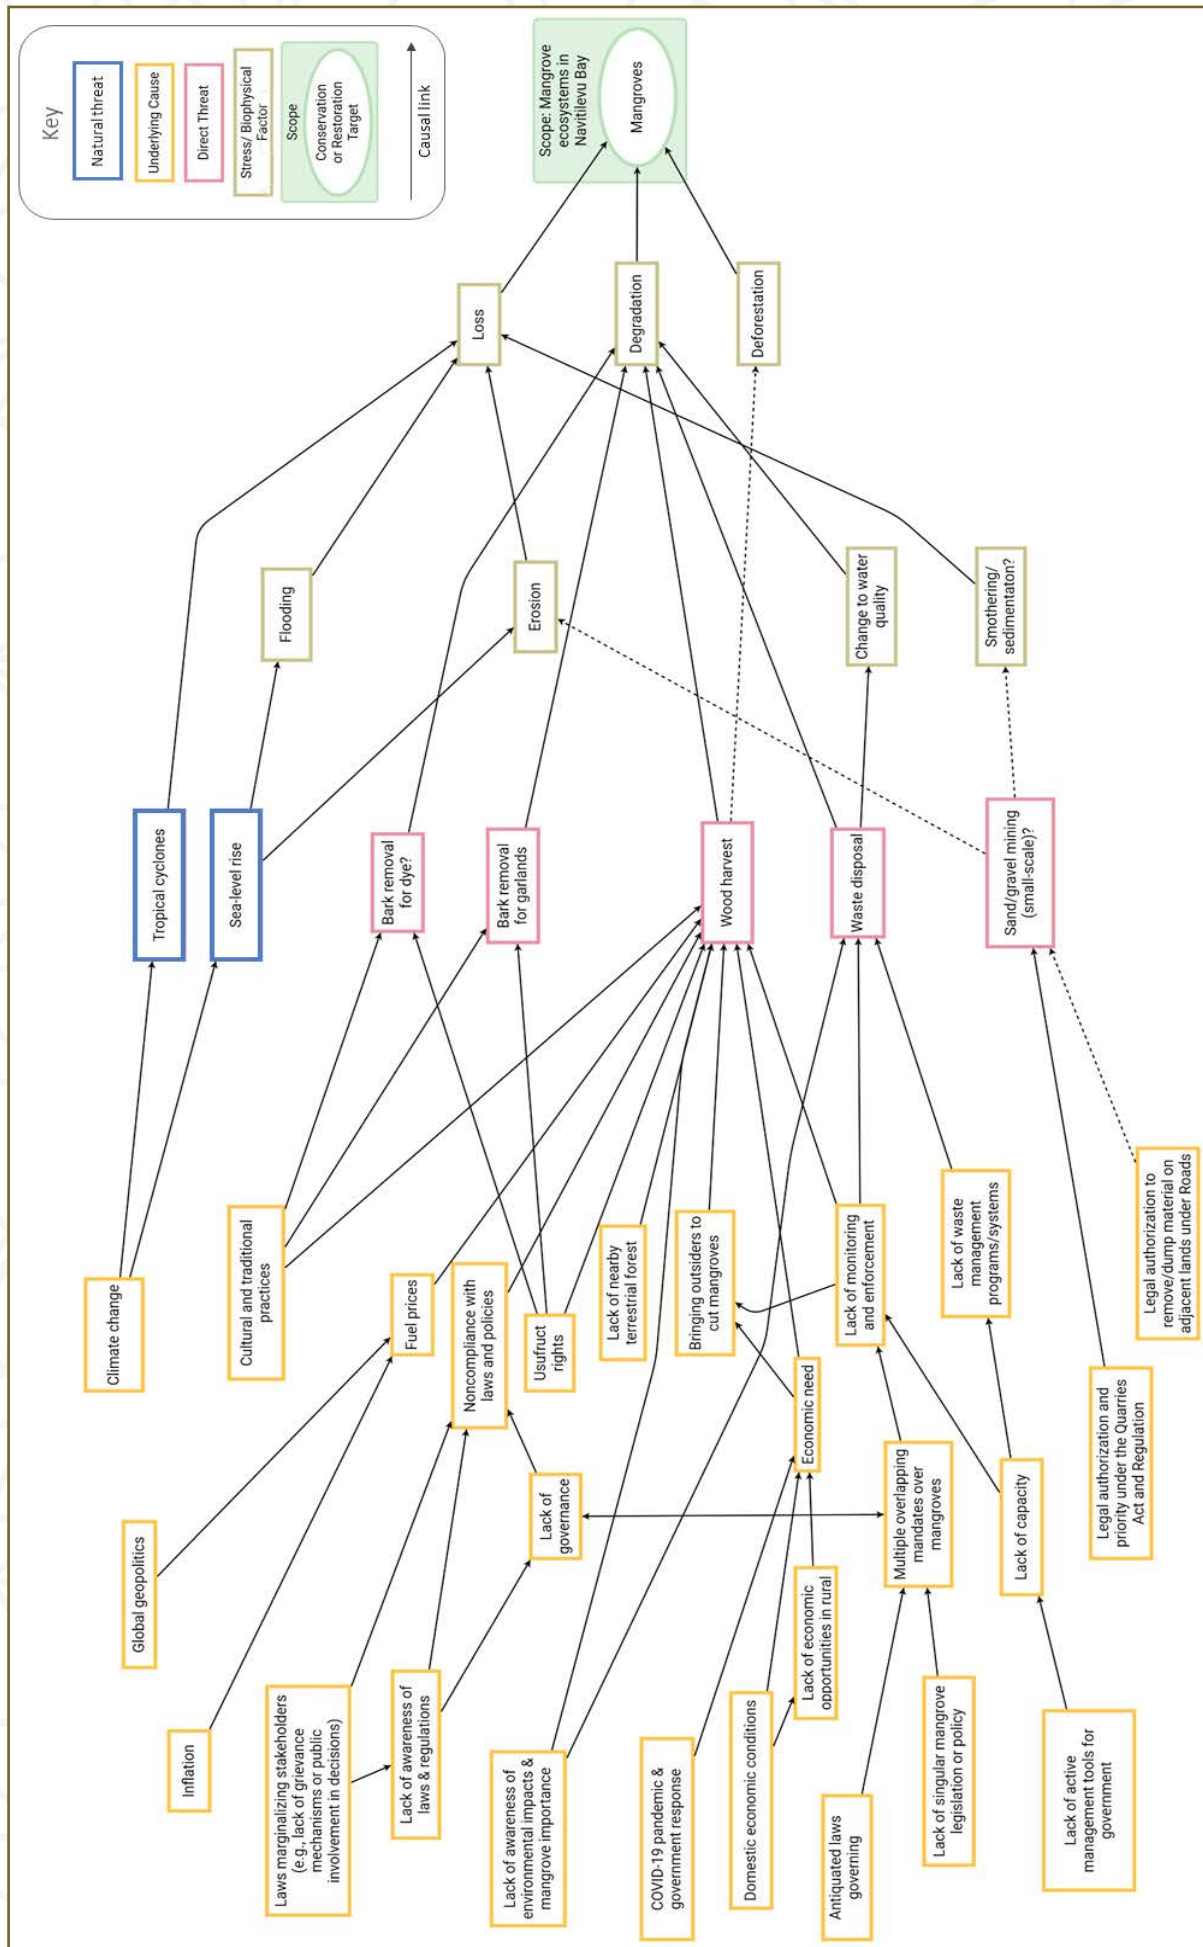 Key
Natural threat
Underlying Cause
Direct Threat
Stress/ Biophysical
Factor
Scope
Conservation
or Restoration
Target
Causal link
Scope: Mangrove
ecosystems in
Navitilevu Bay
Mangroves
Loss
Degradation
Deforestation
Flooding
Erosion
Change to water
quality
Smothering/
sedimentaton?
Tropical cyclones
Sea-level rise
Bark removal
for dye?
Bark removal
for garlands
Wood harvest
Waste disposal
Sand/gravel mining
(small-scale)?
Climate change
Cultural and traditional
practices
Fuel prices
Noncompliance with
laws and policies
Usufruct
rights
Lack of nearby
terrestrial forest
Bringing outsiders to
cut mangroves
Economic need
Lack of monitoring
and enforcement
Lack of waste
management
programs/systems
Legal authorization to
remove/dump material on
adjacent lands under Roads
Legal authorization and
priority under the Quarries
Act and Regulation
Global geopolitics
Lack of
governance
Multiple overlapping
mandates over
mangroves
Lack of capacity
Inflation
Laws marginalizing stakeholders
(e.g., lack of grievance
mechanisms or public
involvement in decisions)
Lack of awareness of
laws & regulations
Lack of awareness of
environmental impacts &
mangrove importance
COVID-19 pandemic &
government response
Domestic economic conditions
Lack of economic
opportunities in rural
Antiquated laws
governing
Lack of singular mangrove
legislation or policy
Lack of active
management tools for
government